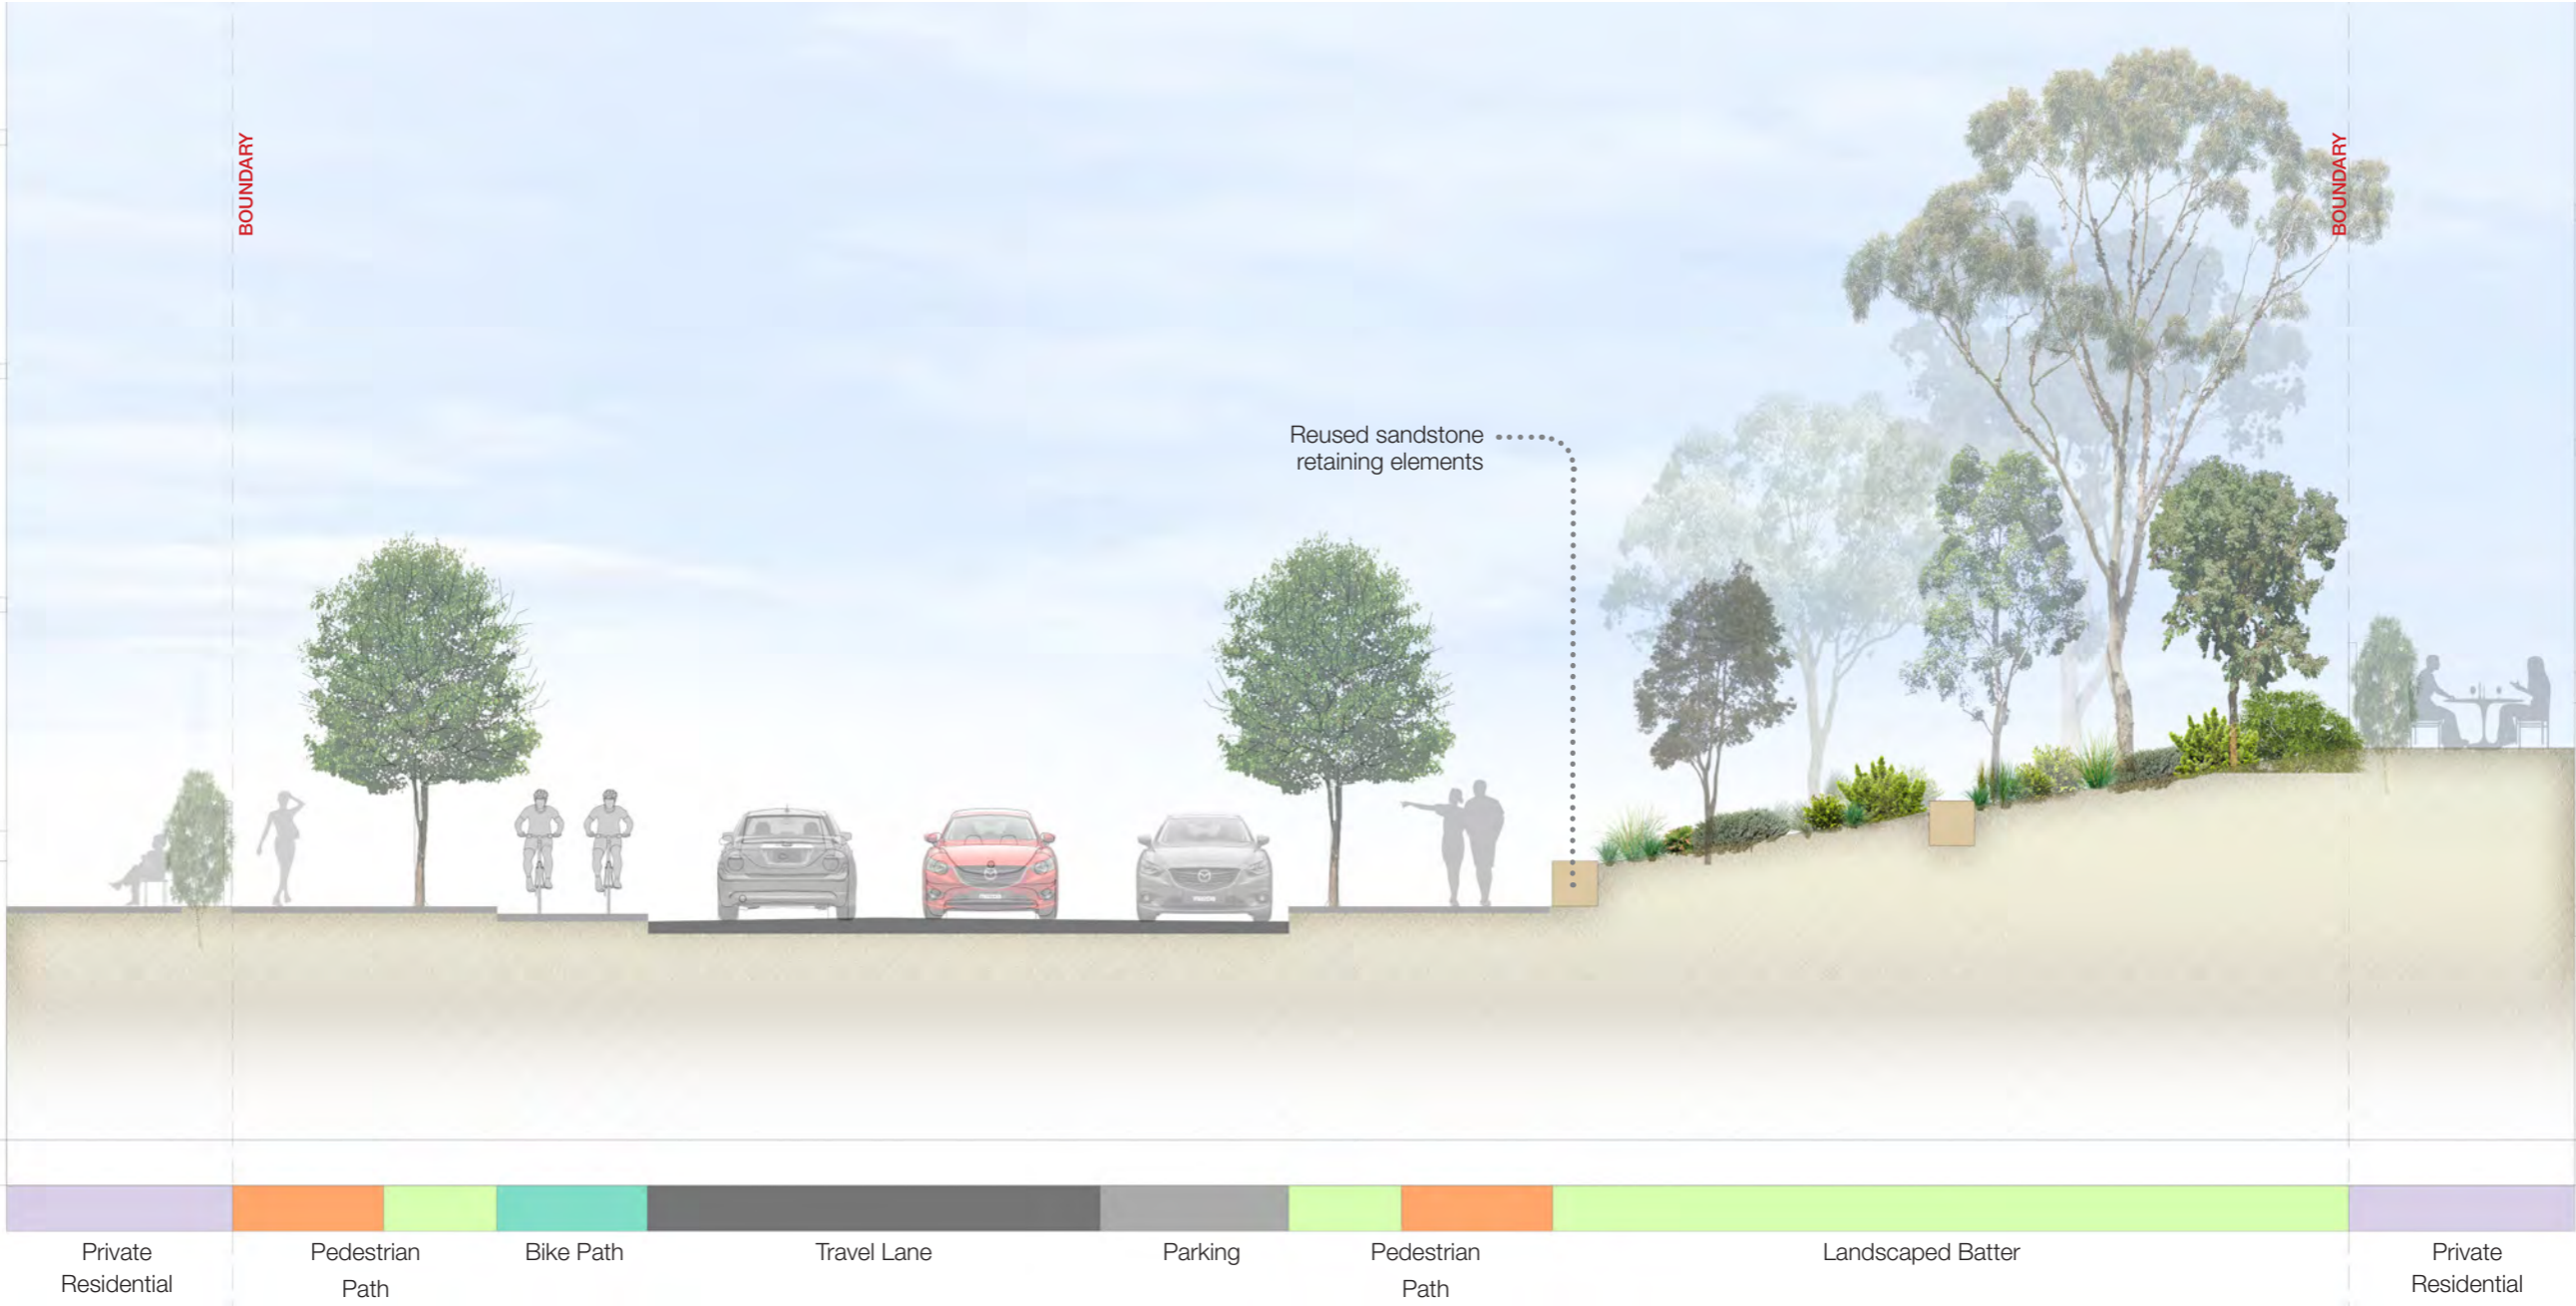 BOUNDARY
BOUNDARY
Reused sandstone
retaining elements
Private
Residential
Pedestrian
Path
Bike Path
Travel Lane
Parking
Pedestrian
Path
Landscaped Batter
Private
Residential